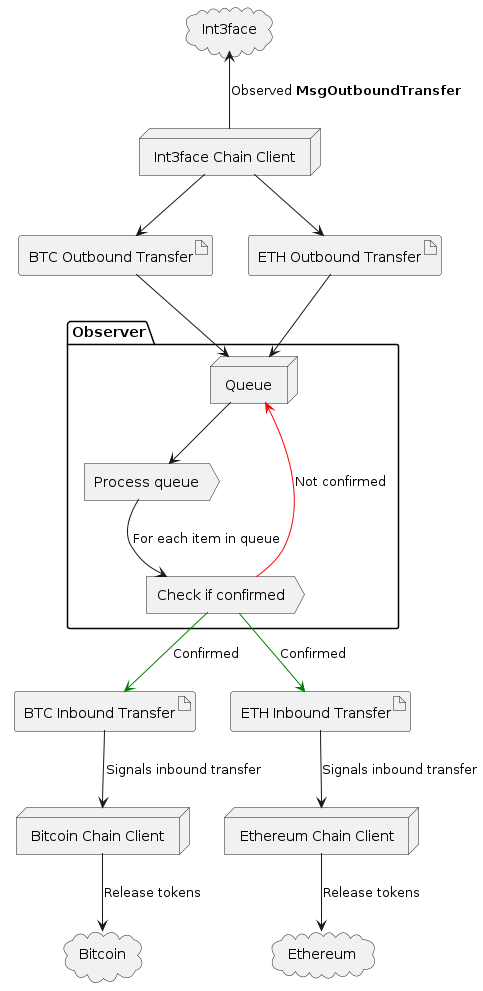 Int3face
Observed MsgOutboundTransfer
Int3face Chain Client
BTC Outbound Transfer
ETH Outbound Transfer
Observer
Queue
Process queue
Not confirmed
For each item in queue
Check if confirmed
Confirmed
Confirmed
BTC Inbound Transfer
ETH Inbound Transfer
Signals inbound transfer
Signals inbound transfer
Bitcoin Chain Client
Ethereum Chain Client
Release tokens
Release tokens
Bitcoin
Ethereum